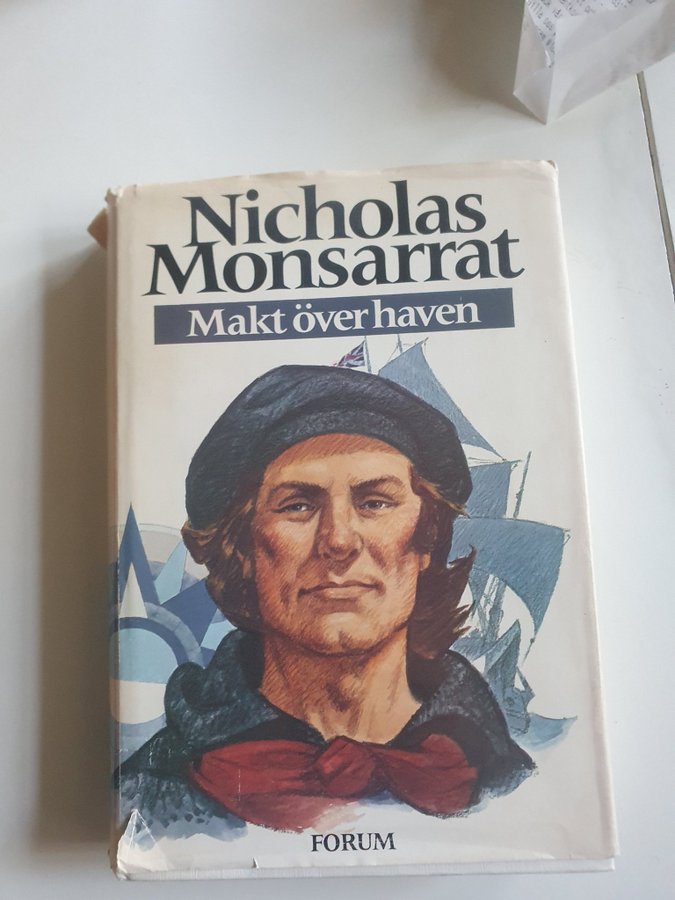 Nicholas
Monsarrat
Makt över haven
FORUM